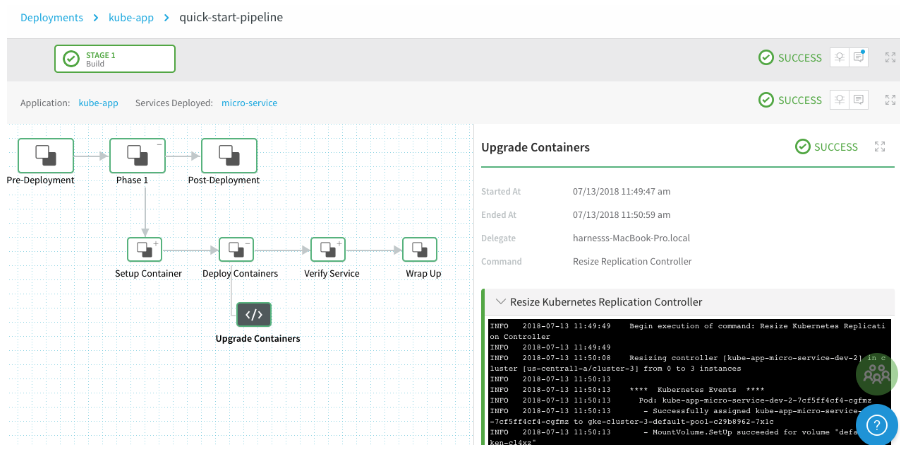 Deployments > kube-app > quick-start-pipeline
STAGE 1
Build
SUCCESS
Application: kube-app Services Deployed: micro-service
SUCCESS
Pre-Deployment
Phase 1
Post-Deployment
Setup Container
Deploy Containers
Verify Service
Wrap Up
Upgrade Containers
Upgrade Containers
SUCCESS
Started At 07/13/2018 11:49:47 am
Ended At 07/13/2018 11:50:59 am
Delegate harnesss-MacBook-Pro.local
Command Resize Replication Controller
Resize Kubernetes Replication Controller
INFO 2018-07-13 11:49:49 Begin execution of command: Resize Kubernetes Replicati
on Controller
INFO 2018-07-13 11:49:49
INFO 2018-07-13 11:50:08 Resizing controller [kube-app-micro-service-dev-2] in c
luster [us-central1-a/cluster-3] from 0 to 3 instances
INFO 2018-07-13 11:50:13
INFO 2018-07-13 11:50:13 **** Kubernetes Events ****
INFO 2018-07-13 11:50:13 Pod: kube-app-micro-service-dev-2-7cf5ff4cf4-cgfmz
INFO 2018-07-13 11:50:13 - Successfully assigned kube-app-micro-service-
-7cf5ff4cf4-cgfmz to gke-cluster-3-default-pool-c29b8962-7x1c
INFO 2018-07-13 11:50:13 - MountVolume.SetUp succeeded for volume "defa
ken-cl4xz"